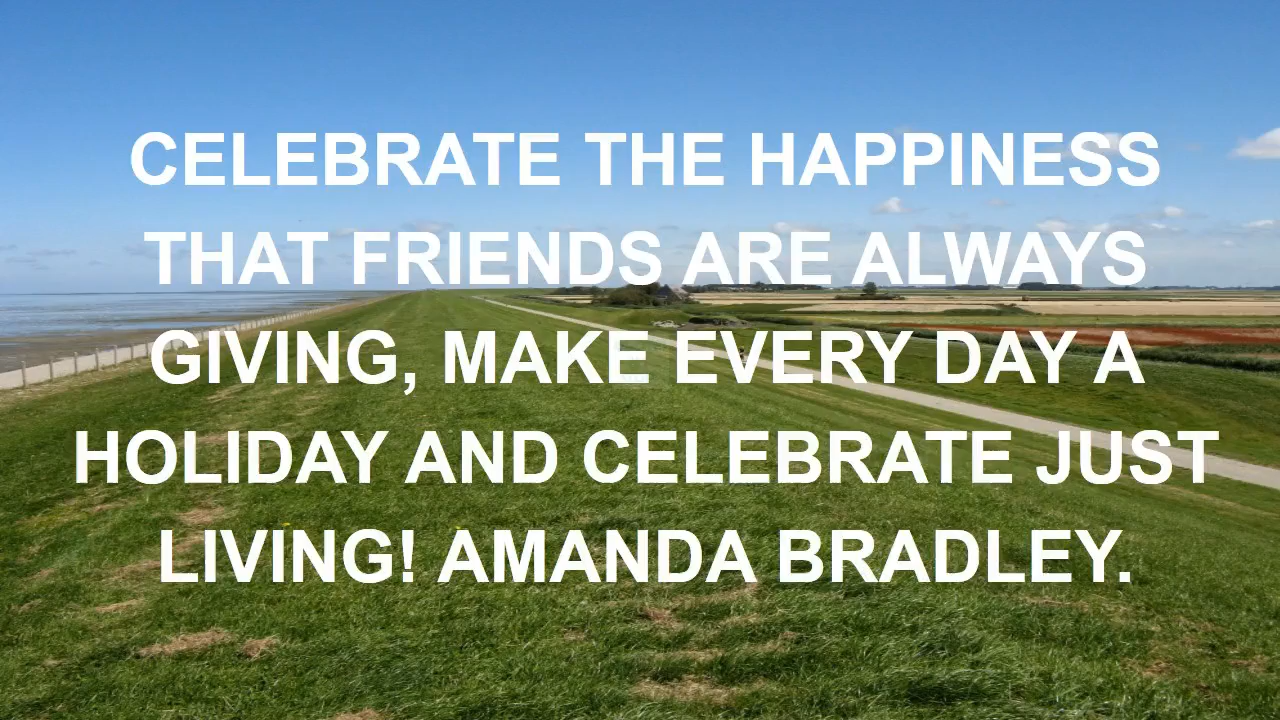 CELEBRATE THE HAPPINESS
THAT FRIENDS ARE ALWAYS
GIVING, MAKE EVERY DAY A
HOLIDAY AND CELEBRATE JUST
LIVING! AMANDA BRADLEY.